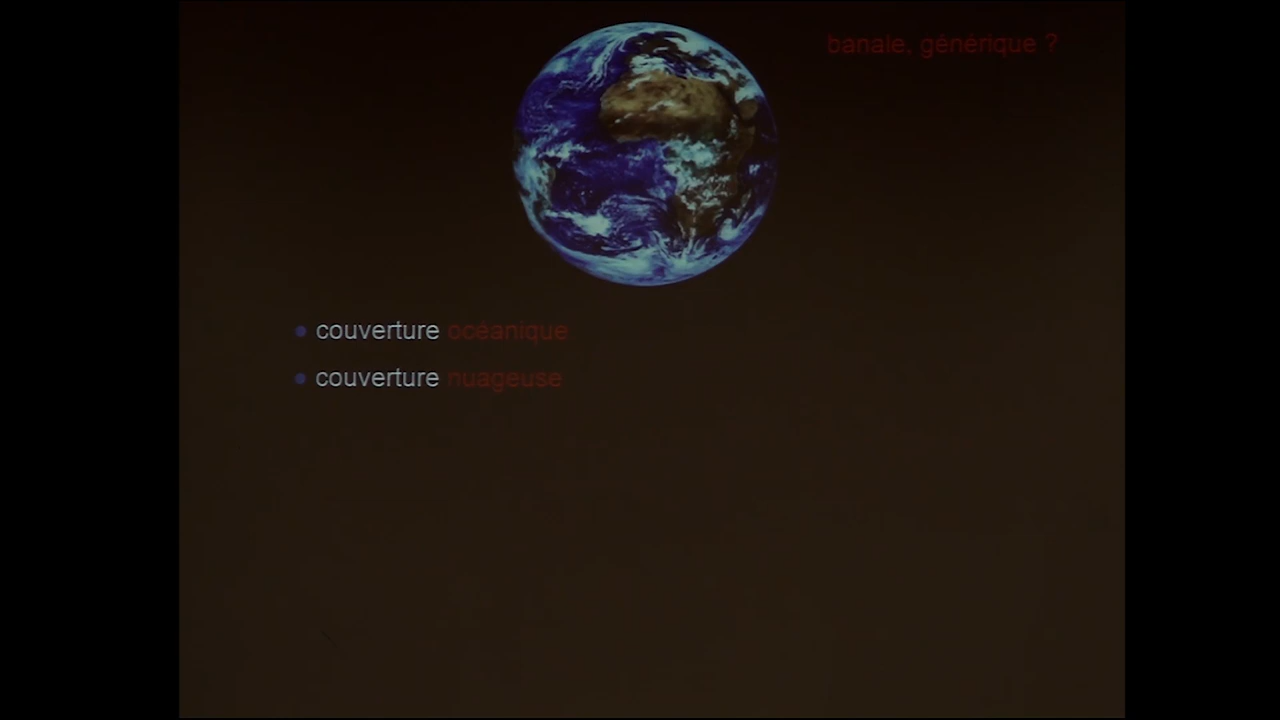 banale, générique ?
couverture océanique
couverture nuageuse